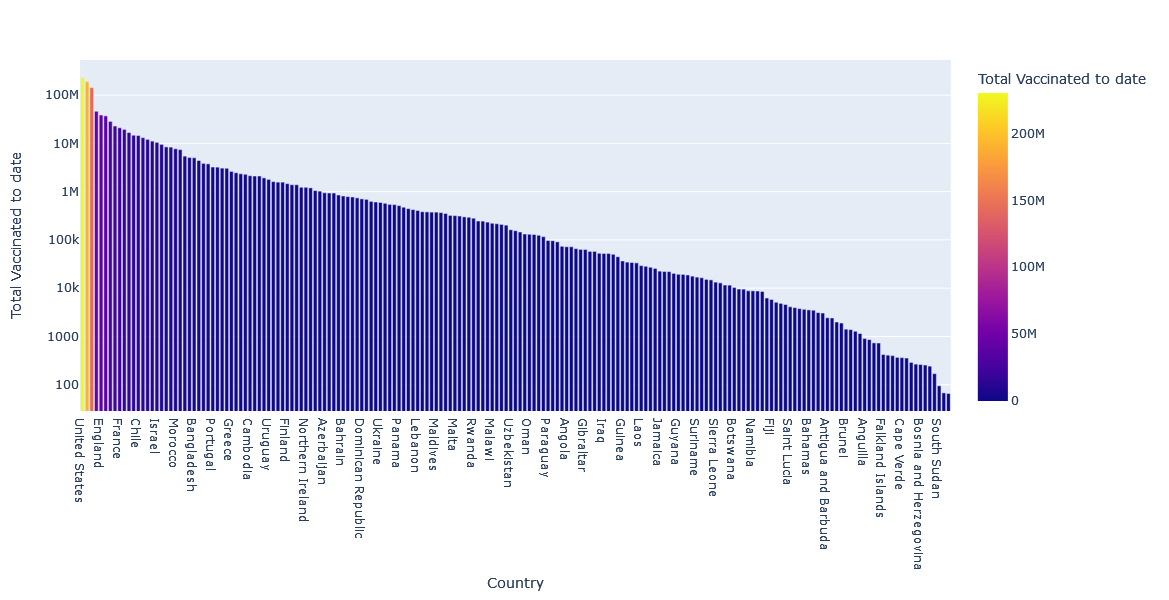 Total Vaccinated to date
100M
10M
1M
100k
10k
1000
100
Total Vaccinated to date
200M
150M
100M
50M
0
United States
England
France
Chile
Israel
Morocco
Bangladesh
Portugal
Greece
Cambodia
Uruguay
Finland
Northern Ireland
Azerbaijan
Bahrain
Dominican Republic
Ukraine
Panama
Lebanon
Maldives
Malta
Rwanda
Malawi
Uzbekistan
Oman
Paraguay
Angola
Gibraltar
Iraq
Guinea
Laos
Jamaica
Guyana
Suriname
Sierra Leone
Botswana
Namibia
Fiji
Saint Lucia
Bahamas
Antigua and Barbuda
Brunei
Anguilla
Falkland Islands
Cape Verde
Bosnia and Herzegovina
South Sudan
Country